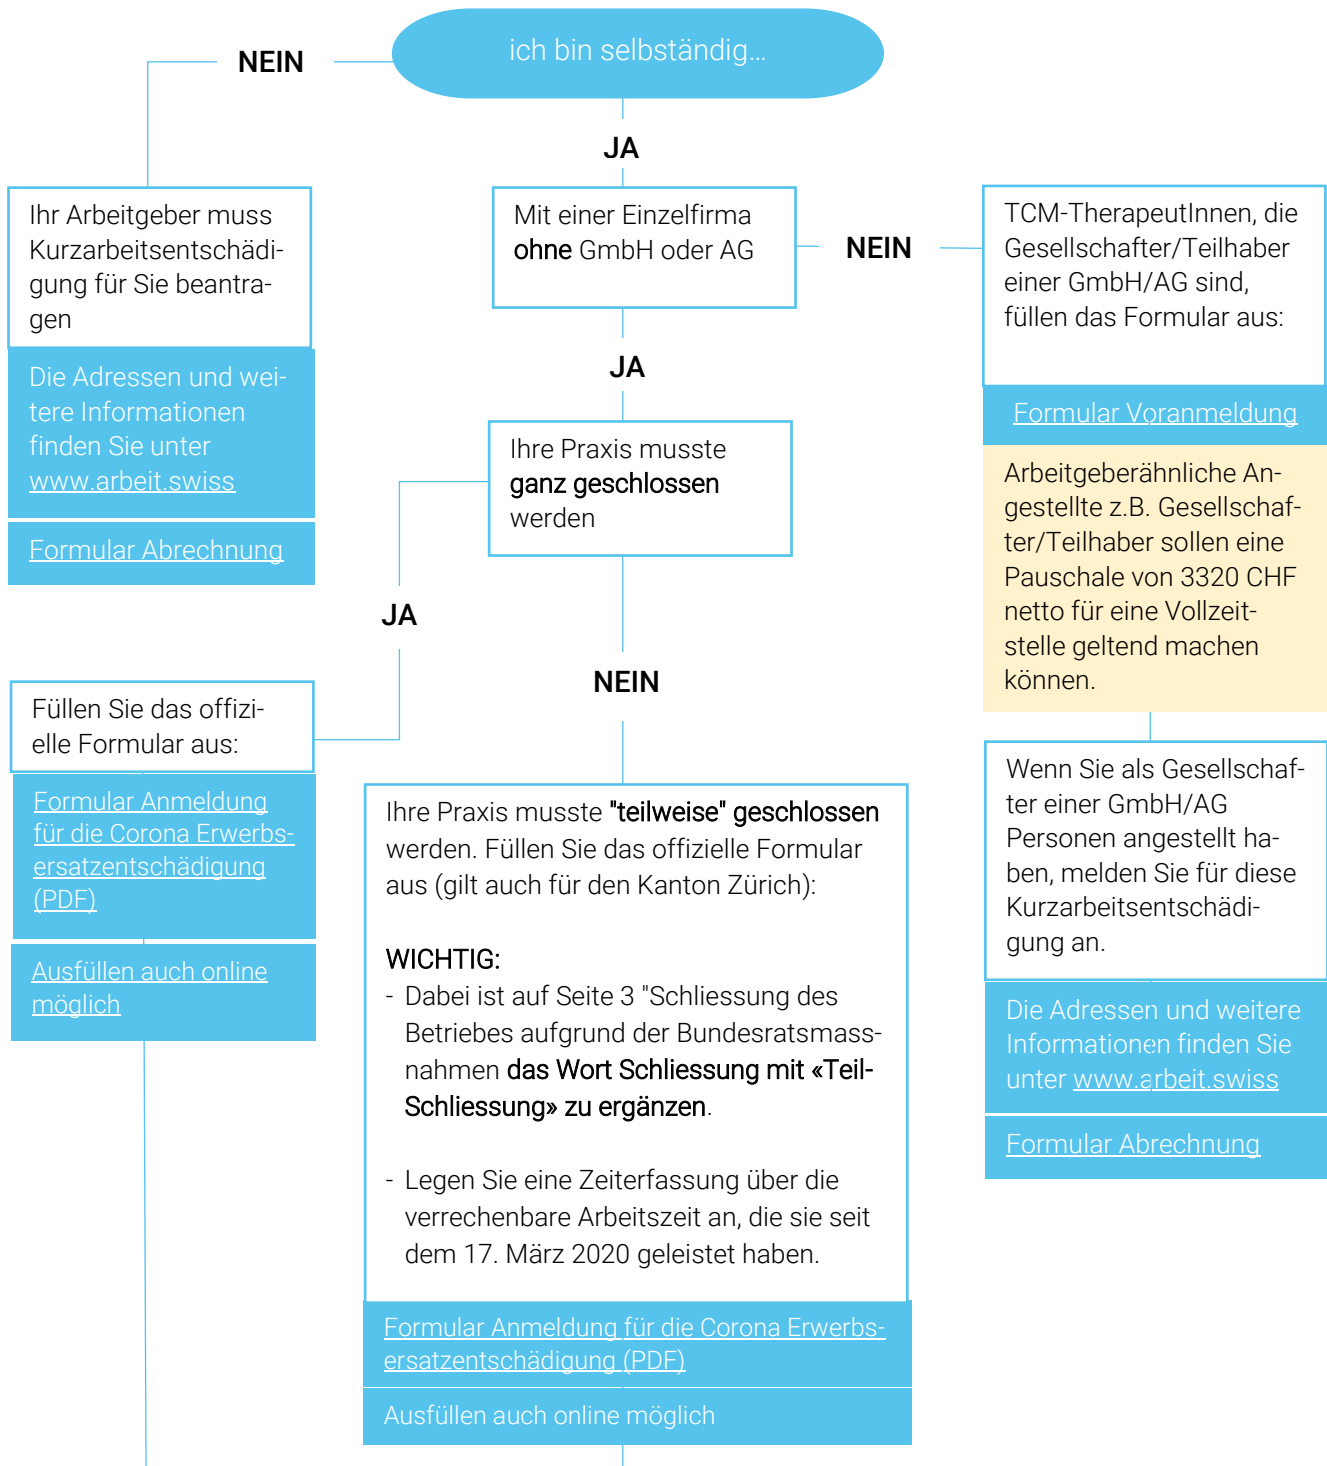 ich bin selbständig...
NEIN
JA
Ihr Arbeitgeber muss
Kurzarbeitsentschädi-
gung für Sie beantra-
gen
Die Adressen und wei-
tere Informationen
finden Sie unter
www.arbeit.swiss
Formular Abrechnung
Mit einer Einzelfirma
ohne GmbH oder AG
NEIN
TCM-TherapeutInnen, die
Gesellschafter/Teilhaber
einer GmbH/AG sind,
füllen das Formular aus:
Formular Voranmeldung
Arbeitgeberähnliche An-
gestellte z.B. Gesellschaf-
ter/Teilhaber sollen eine
Pauschale von 3320 CHF
netto für eine Vollzeit-
stelle geltend machen
können.
Wenn Sie als Gesellschaf-
ter einer GmbH/AG
Personen angestellt ha-
ben, melden Sie für diese
Kurzarbeitsentschädi-
gung an.
Die Adressen und weitere
Informationen finden Sie
unter www.arbeit.swiss
Formular Abrechnung
JA
Ihre Praxis musste
ganz geschlossen
werden
JA
Füllen Sie das offizi-
elle Formular aus:
Formular Anmeldung
für die Corona Erwerbs-
ersatzentschädigung
(PDF)
Ausfüllen auch online
möglich
NEIN
Ihre Praxis musste "teilweise" geschlossen
werden. Füllen Sie das offizielle Formular
aus (gilt auch für den Kanton Zürich):
WICHTIG:
- Dabei ist auf Seite 3 "Schliessung des
Betriebes aufgrund der Bundesratsmass-
nahmen das Wort Schliessung mit «Teil-
Schliessung» zu ergänzen.
- Legen Sie eine Zeiterfassung über die
verrechenbare Arbeitszeit an, die sie seit
dem 17. März 2020 geleistet haben.
Formular Anmeldung für die Corona Erwerbs-
ersatzentschädigung (PDF)
Ausfüllen auch online möglich